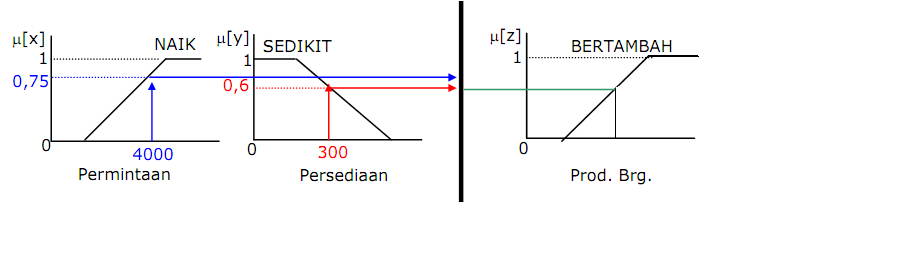 μ[x]
1
NAIK
0,75
0
4000
Permintaan
μ[y]
SEDIKIT
1
0,6
0
300
Persediaan
μ[z]
BERTAMBAH
1
0
Prod. Brg.